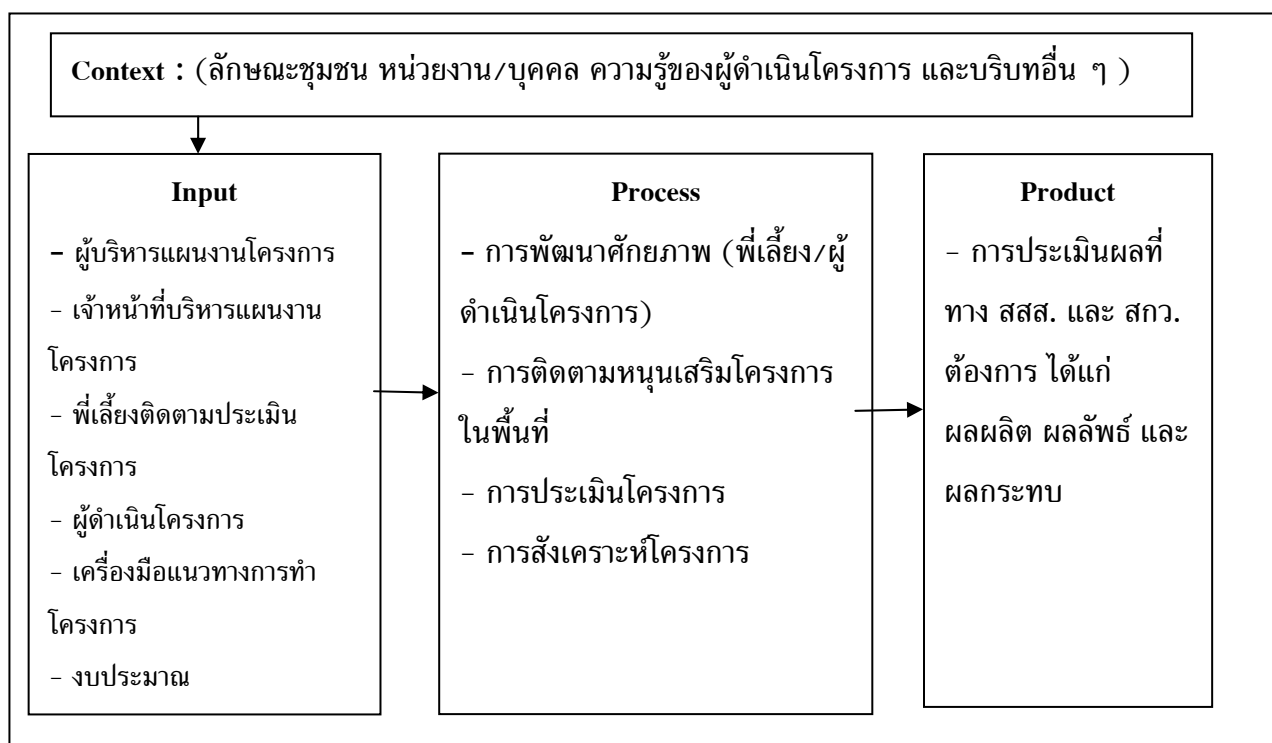 Context : (ลักษณะชุมชน หน่วยงาน/บุคคล ความรู้ของผู้ดำเนินโครงการ และบริบทอื่น ๆ )
Input
- ผู้บริหารแผนงานโครงการ
- เจ้าหน้าที่บริหารแผนงาน
โครงการ
- พี่เลี้ยงติดตามประเมิน
โครงการ
- ผู้ดำเนินโครงการ
- เครื่องมือแนวทางการทำ
โครงการ
- งบประมาณ
Process
- การพัฒนาศักยภาพ (พี่เลี้ยง/ผู้
ดำเนินโครงการ)
- การติดตามหนุนเสริมโครงการ
ในพื้นที่
- การประเมินโครงการ
- การสังเคราะห์โครงการ
Product
- การประเมินผลที่
ทาง สสส. และ สกว.
ต้องการ ได้แก่
ผลผลิต ผลลัพธ์ และ
ผลกระทบ